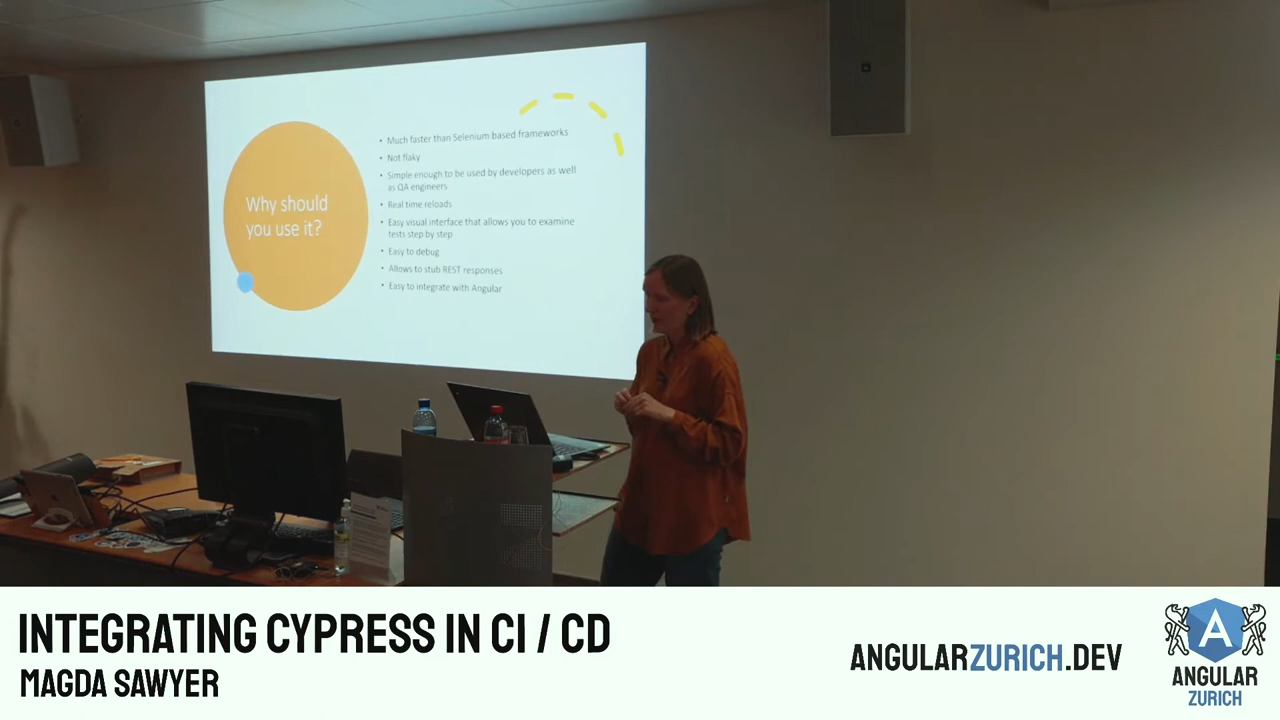 Why should
you use it?
• Much faster than Selenium based frameworks
• Not flaky
• Simple enough to be used by developers as well
as QA engineers
• Real time reloads
• Easy visual interface that allows you to examine
tests step by step
• Easy to debug
• Allows to stub REST responses
• Easy to integrate with Angular
INTEGRATING CYPRESS IN CI / CD
MAGDA SAWYER
ANGULARZURICH.DEV
A
ANGULAR
ZURICH